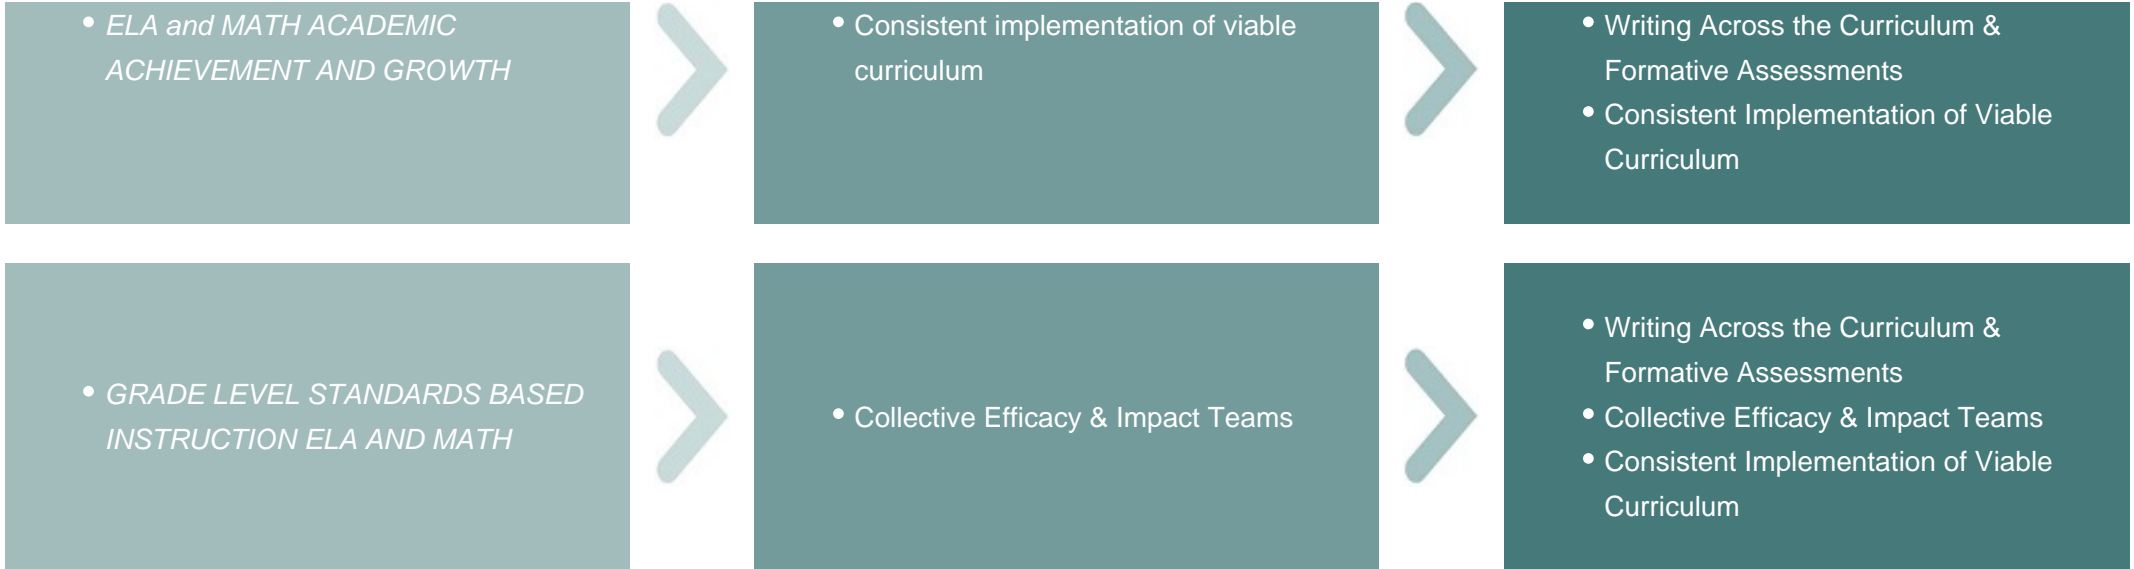 • ELA and MATH ACADEMIC
ACHIEVEMENT AND GROWTH
• Consistent implementation of viable
curriculum
• Writing Across the Curriculum &
Formative Assessments
• Consistent Implementation of Viable
Curriculum
• GRADE LEVEL STANDARDS BASED
INSTRUCTION ELA AND MATH
• Collective Efficacy & Impact Teams
• Writing Across the Curriculum &
Formative Assessments
• Collective Efficacy & Impact Teams
• Consistent Implementation of Viable
Curriculum